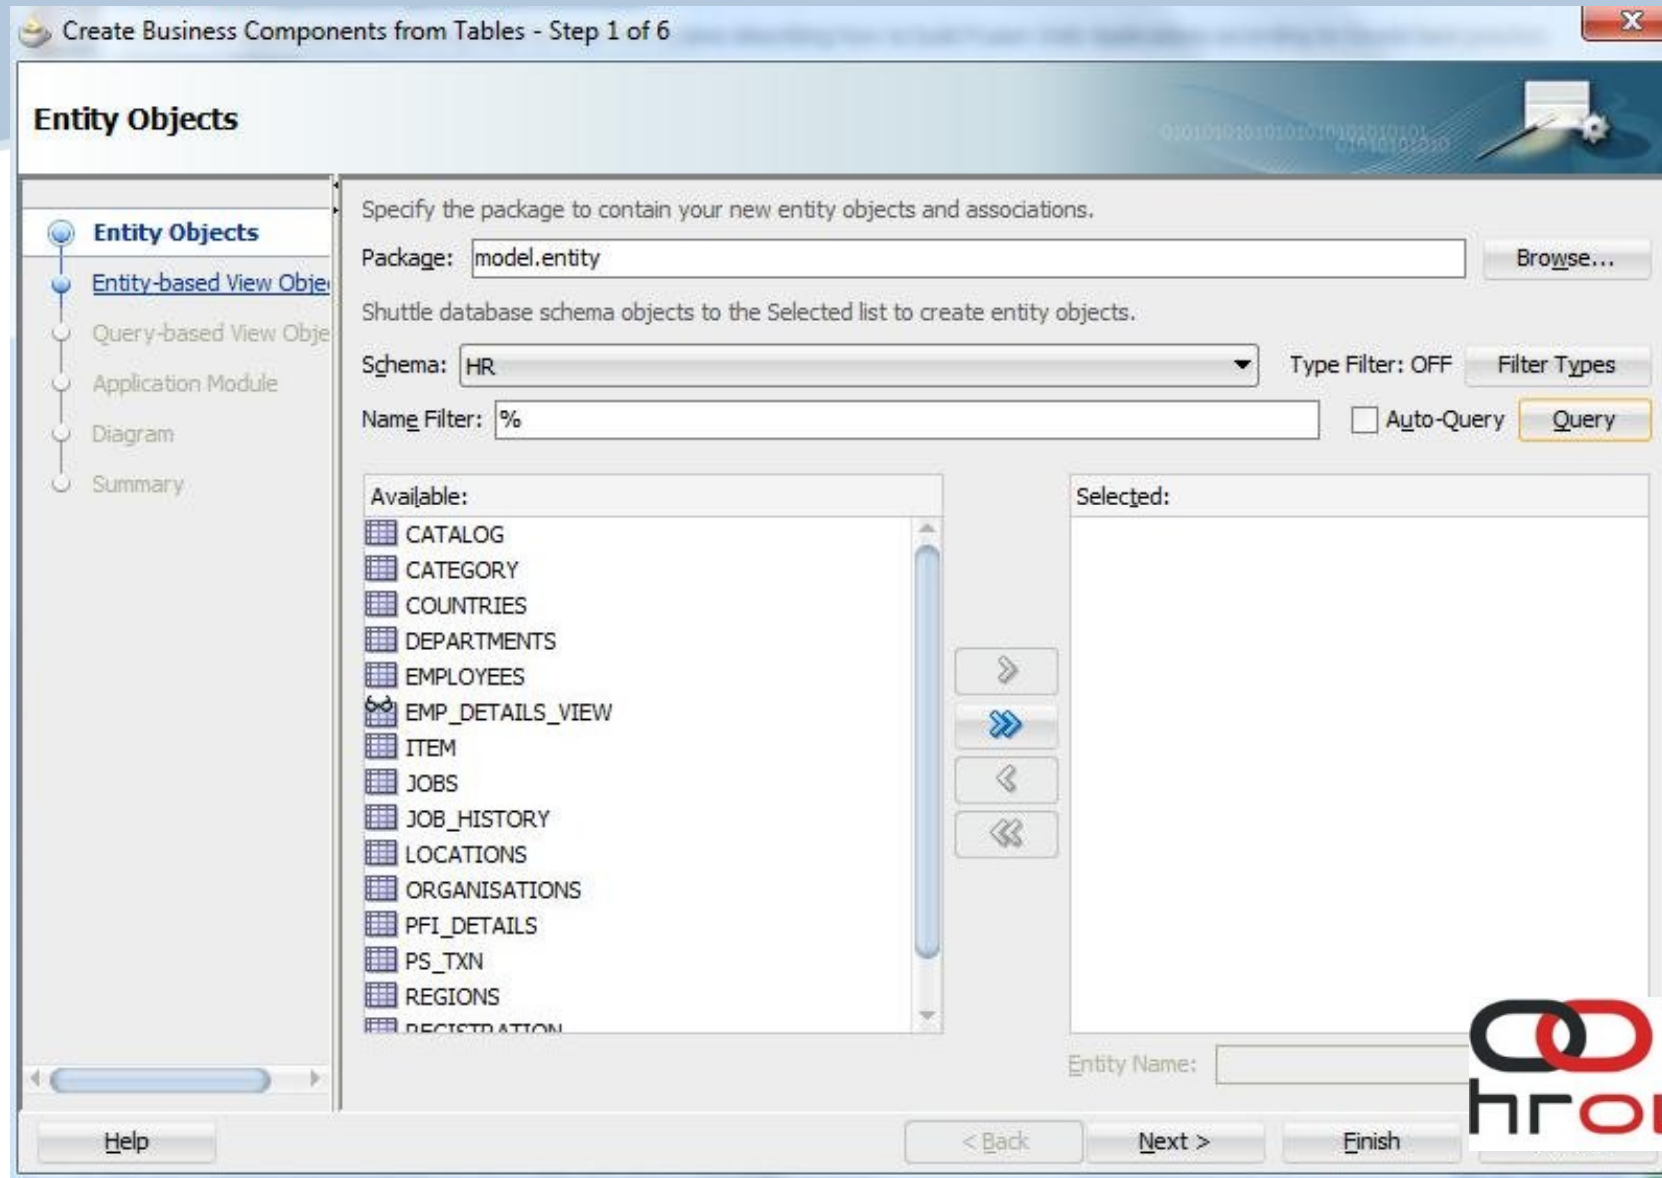 Create Business Components from Tables - Step 1 of 6
Entity Objects
Entity Objects
Entity-based View Obje
Query-based View Obje
Application Module
Diagram
Summary
Specify the package to contain your new entity objects and associations.
Package: model.entity Browse...
Shuttle database schema objects to the Selected list to create entity objects.
Schema: HR Type Filter: OFF Filter Types
Name Filter: % Auto-Query Query
Available:
CATALOG
CATEGORY
COUNTRIES
DEPARTMENTS
EMPLOYEES
EMP_DETAILS_VIEW
ITEM
JOBS
JOB_HISTORY
LOCATIONS
ORGANISATIONS
PFI_DETAILS
PS_TXN
REGIONS
REGISTRATION
Selected:
Entity Name:
Help < Back Next > Finish